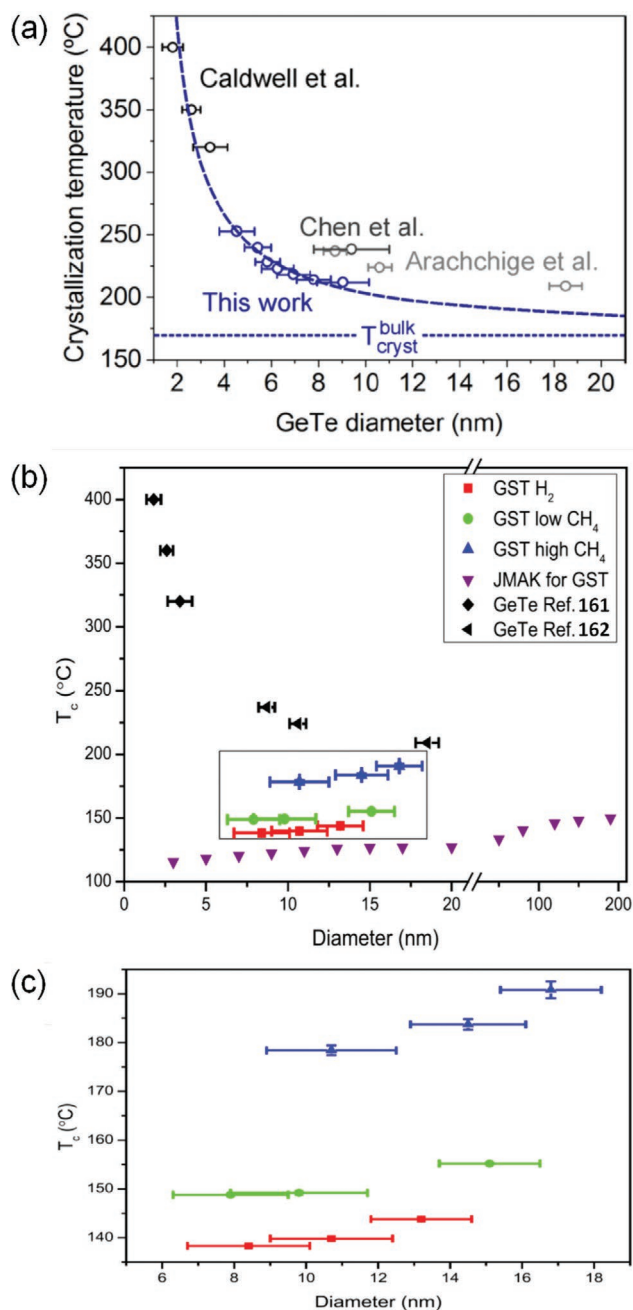 (a)
Crystallization temperature (ºC)
400
350
300
250
200
150
Caldwell et al.
Chen et al.
Arachchige et al.
This work
T bulk cryst
2 4 6 8 10 12 14 16 18 20
GeTe diameter (nm)
(b)
T_c (°C)
400
350
300
250
200
150
100
GST H₂
GST low CH₄
GST high CH₄
JMAK for GST
GeTe Ref. 161
GeTe Ref. 162
0 5 10 15 20 100 200
Diameter (nm)
(c)
T_c (°C)
190
180
170
160
150
140
6 8 10 12 14 16 18
Diameter (nm)